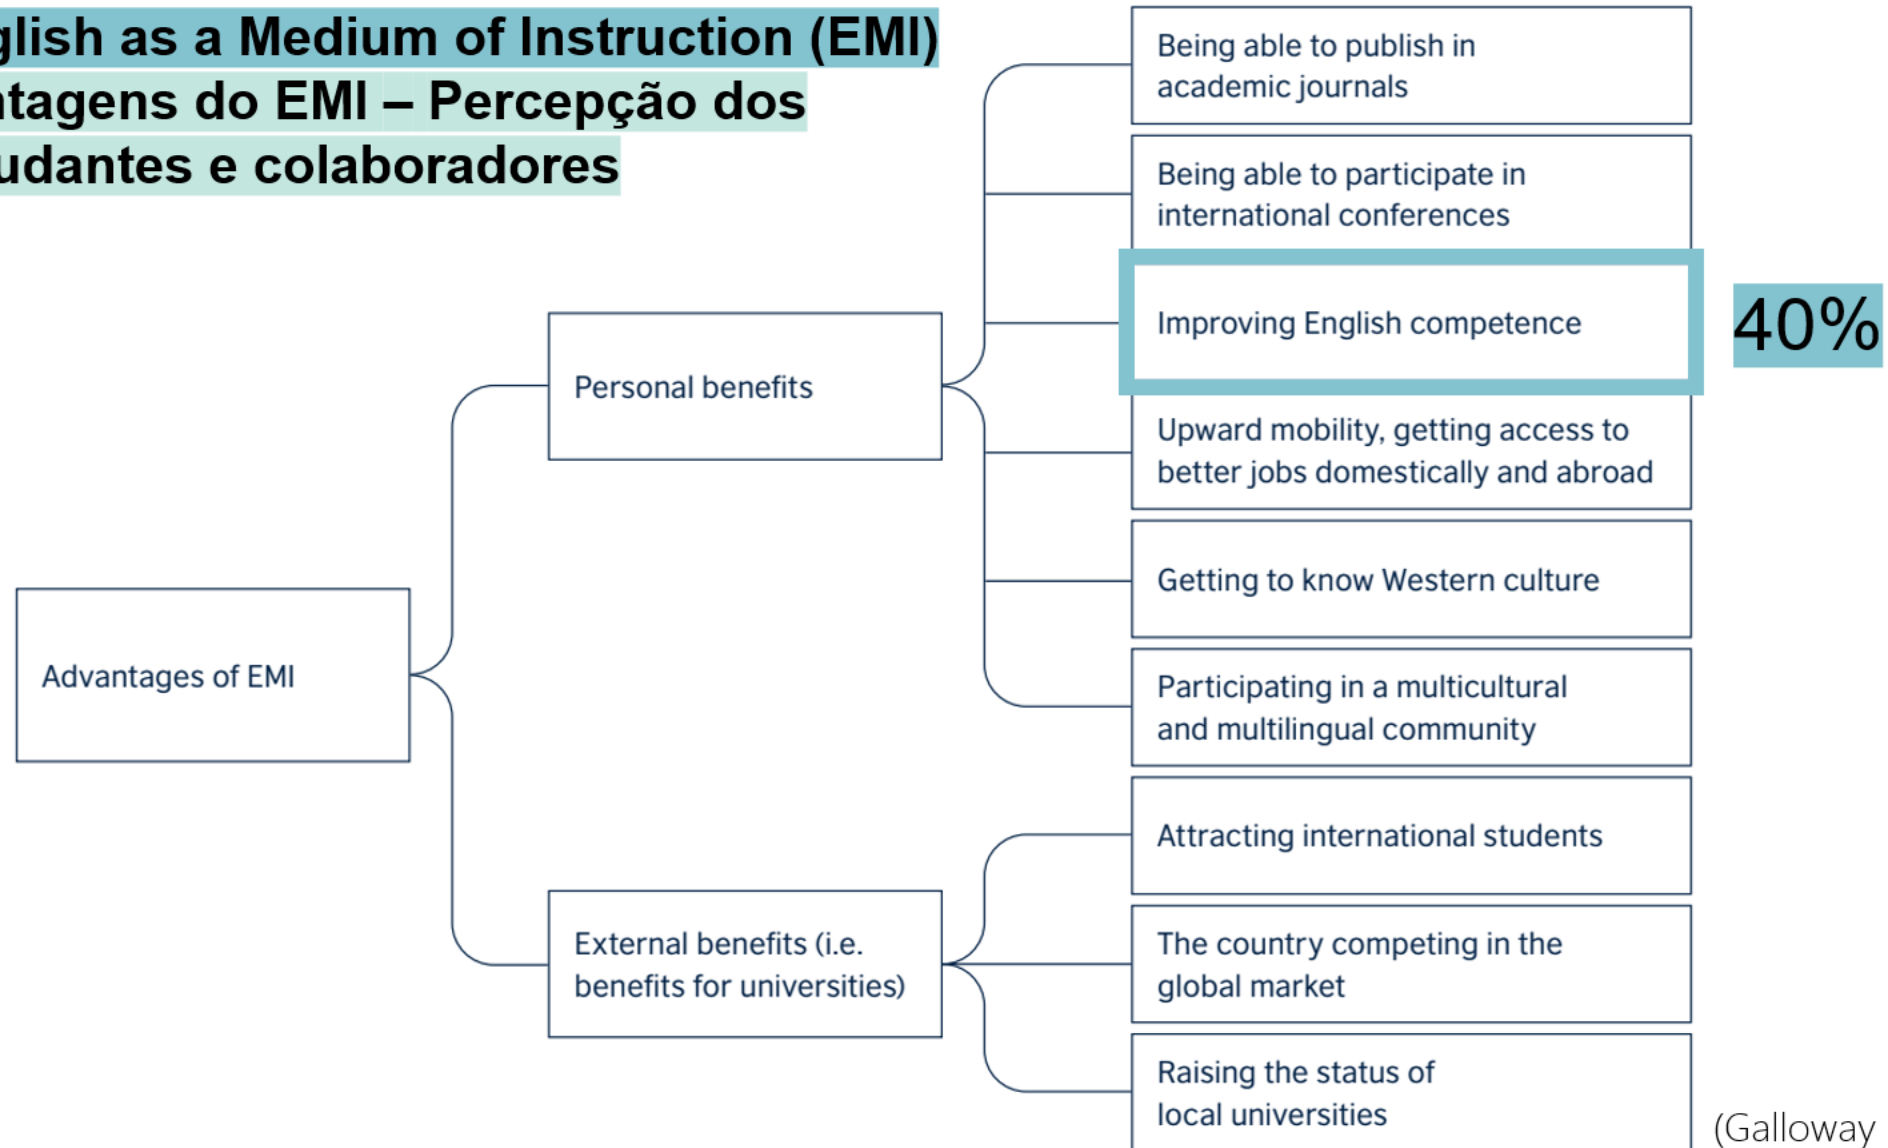 glish as a Medium of Instruction (EMI)
ntagens do EMI – Percepção dos
udantes e colaboradores
Being able to publish in
academic journals
Being able to participate in
international conferences
Improving English competence
40%
Personal benefits
Upward mobility, getting access to
better jobs domestically and abroad
Getting to know Western culture
Advantages of EMI
Participating in a multicultural
and multilingual community
Attracting international students
External benefits (i.e.
benefits for universities)
The country competing in the
global market
Raising the status of
local universities
(Galloway